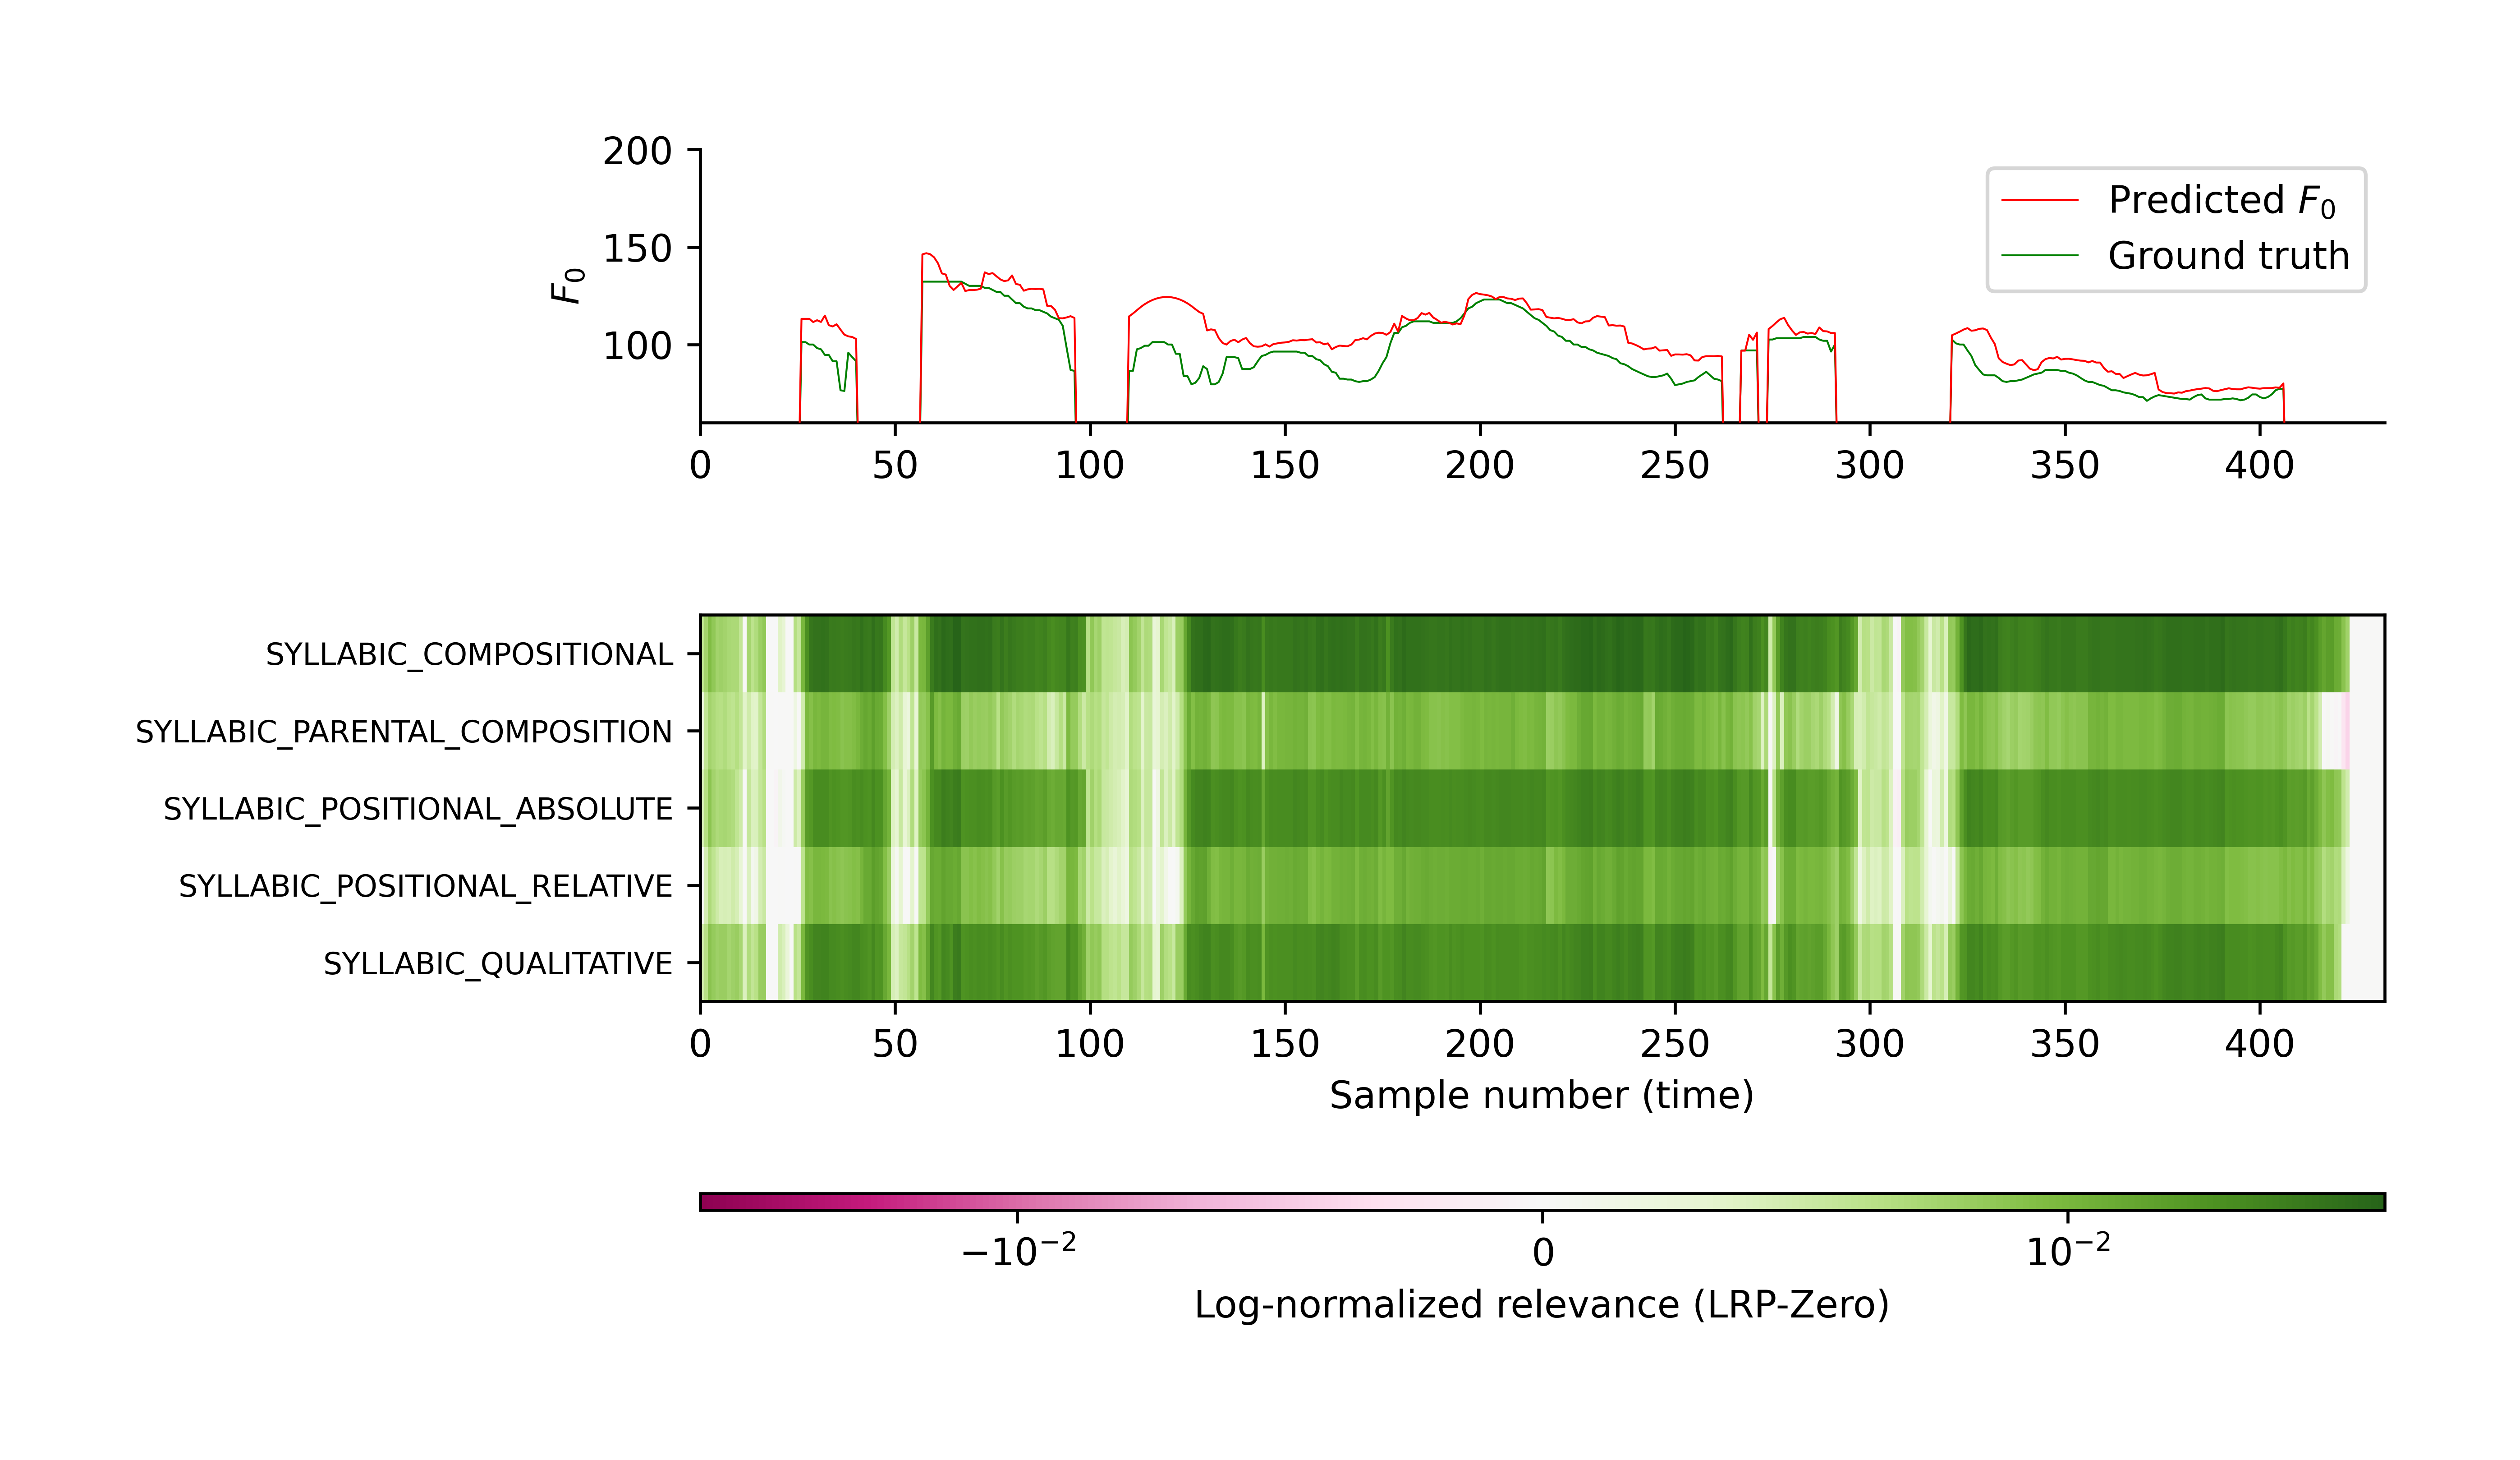 200
150
100
F₀
Predicted F₀
Ground truth
0 50 100 150 200 250 300 350 400
SYLLABIC_COMPOSITIONAL
SYLLABIC_PARENTAL_COMPOSITION
SYLLABIC_POSITIONAL_ABSOLUTE
SYLLABIC_POSITIONAL_RELATIVE
SYLLABIC_QUALITATIVE
0 50 100 150 200 250 300 350 400
Sample number (time)
−10⁻² 0 10⁻²
Log-normalized relevance (LRP-Zero)